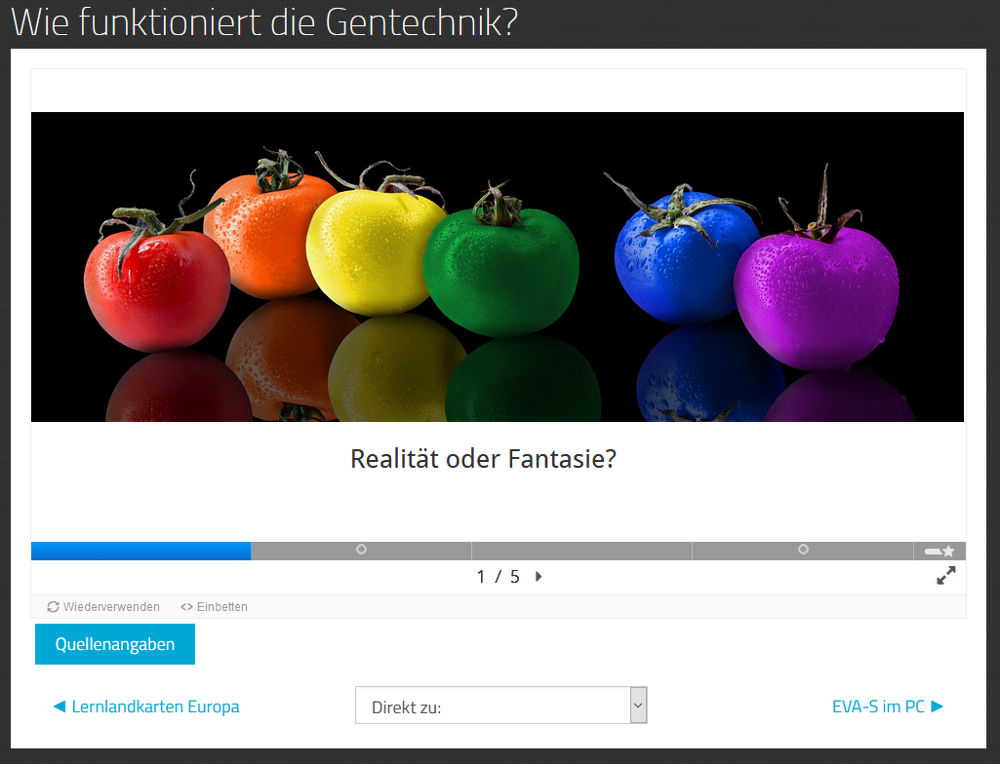 Wie funktioniert die Gentechnik?
Realität oder Fantasie?
1 / 5
Wiederverwenden
Einbetten
Quellenangaben
Lernlandkarten Europa
Direkt zu:
EVA-S im PC